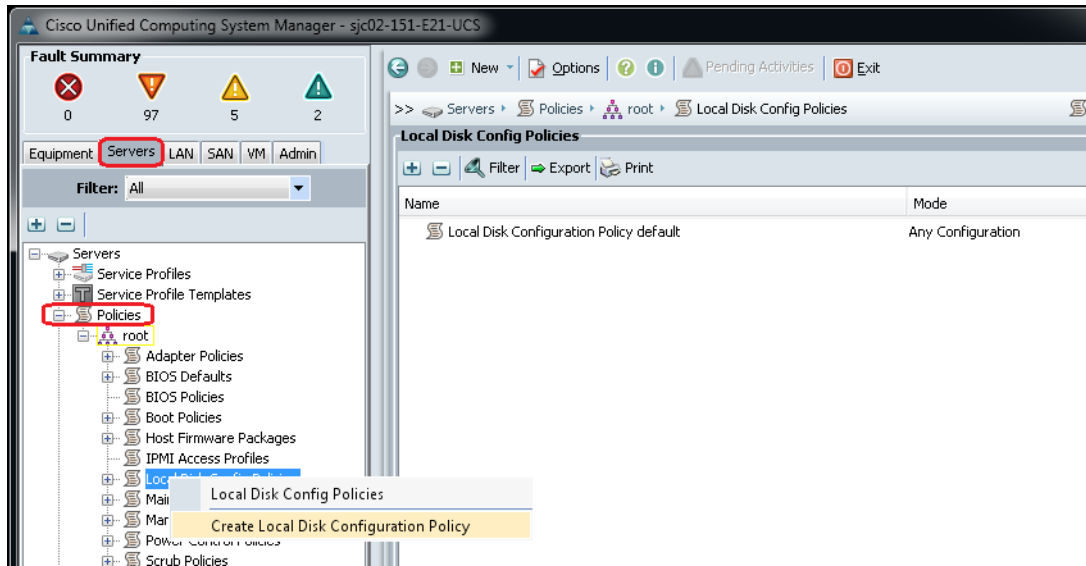 Cisco Unified Computing System Manager - sjc02-151-E21-UCS
Fault Summary
0 97 5 2
New Options ? i Pending Activities Exit
>> Servers Policies root Local Disk Config Policies
Equipment Servers LAN SAN VM Admin
Filter: All
Local Disk Config Policies
Filter Export Print
Name Mode
Local Disk Configuration Policy default Any Configuration
Servers
Service Profiles
Service Profile Templates
Policies
root
Adapter Policies
BIOS Defaults
BIOS Policies
Boot Policies
Host Firmware Packages
IPMI Access Profiles
Local Disk Config Policies
Create Local Disk Configuration Policy
Scrub Policies